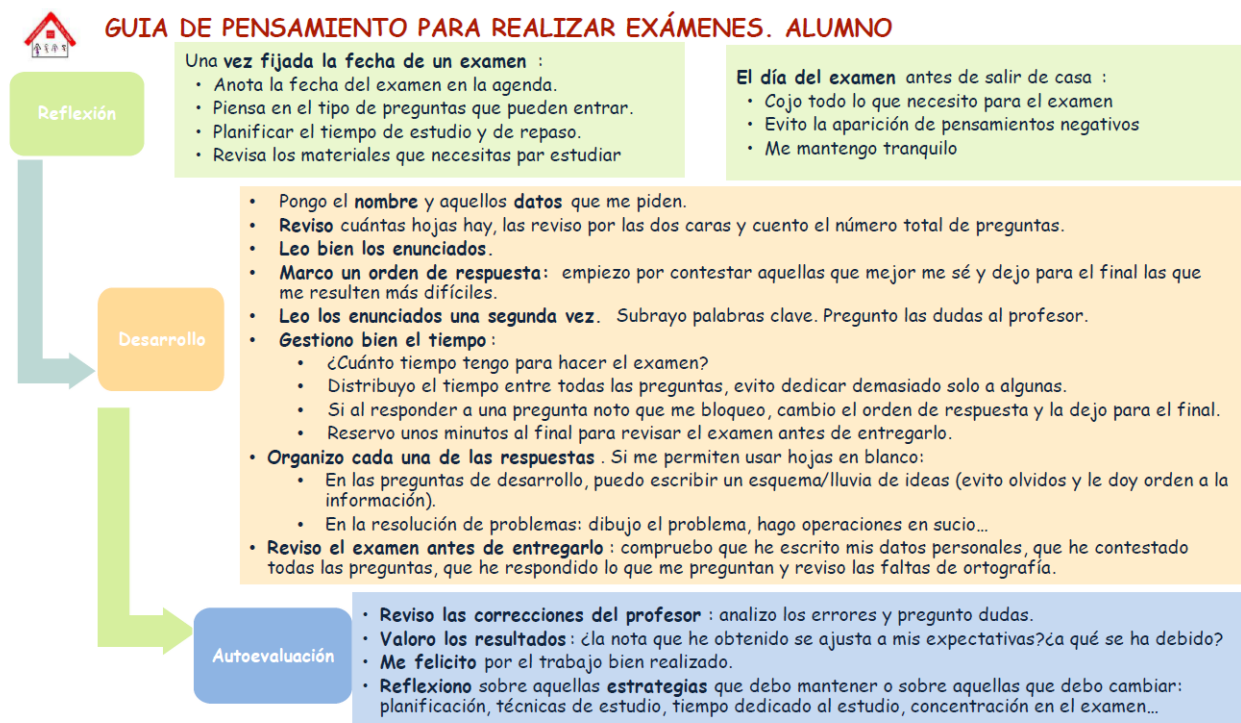 GUIA DE PENSAMIENTO PARA REALIZAR EXÁMENES. ALUMNO
Reflexión
Una vez fijada la fecha de un examen :
• Anota la fecha del examen en la agenda.
• Piensa en el tipo de preguntas que pueden entrar.
• Planificar el tiempo de estudio y de repaso.
• Revisa los materiales que necesitas par estudiar
El día del examen antes de salir de casa :
• Cojo todo lo que necesito para el examen
• Evito la aparición de pensamientos negativos
• Me mantengo tranquilo
Desarrollo
• Pongo el nombre y aquellos datos que me piden.
• Reviso cuántas hojas hay, las reviso por las dos caras y cuento el número total de preguntas.
• Leo bien los enunciados.
• Marco un orden de respuesta: empiezo por contestar aquellas que mejor me sé y dejo para el final las que
me resulten más difíciles.
• Leo los enunciados una segunda vez. Subrayo palabras clave. Pregunto las dudas al profesor.
• Gestiono bien el tiempo :
• ¿Cuánto tiempo tengo para hacer el examen?
• Distribuyo el tiempo entre todas las preguntas, evito dedicar demasiado solo a algunas.
• Si al responder a una pregunta noto que me bloqueo, cambio el orden de respuesta y la dejo para el final.
• Reservo unos minutos al final para revisar el examen antes de entregarlo.
• Organizo cada una de las respuestas . Si me permiten usar hojas en blanco:
• En las preguntas de desarrollo, puedo escribir un esquema/lluvia de ideas (evito olvidos y le doy orden a la
información).
• En la resolución de problemas: dibujo el problema, hago operaciones en sucio…
• Reviso el examen antes de entregarlo : compruebo que he escrito mis datos personales, que he contestado
todas las preguntas, que he respondido lo que me preguntan y reviso las faltas de ortografía.
Autoevaluación
• Reviso las correcciones del profesor : analizo los errores y pregunto dudas.
• Valoro los resultados : ¿la nota que he obtenido se ajusta a mis expectativas?¿a qué se ha debido?
• Me felicito por el trabajo bien realizado.
• Reflexiono sobre aquellas estrategias que debo mantener o sobre aquellas que debo cambiar:
planificación, técnicas de estudio, tiempo dedicado al estudio, concentración en el examen…